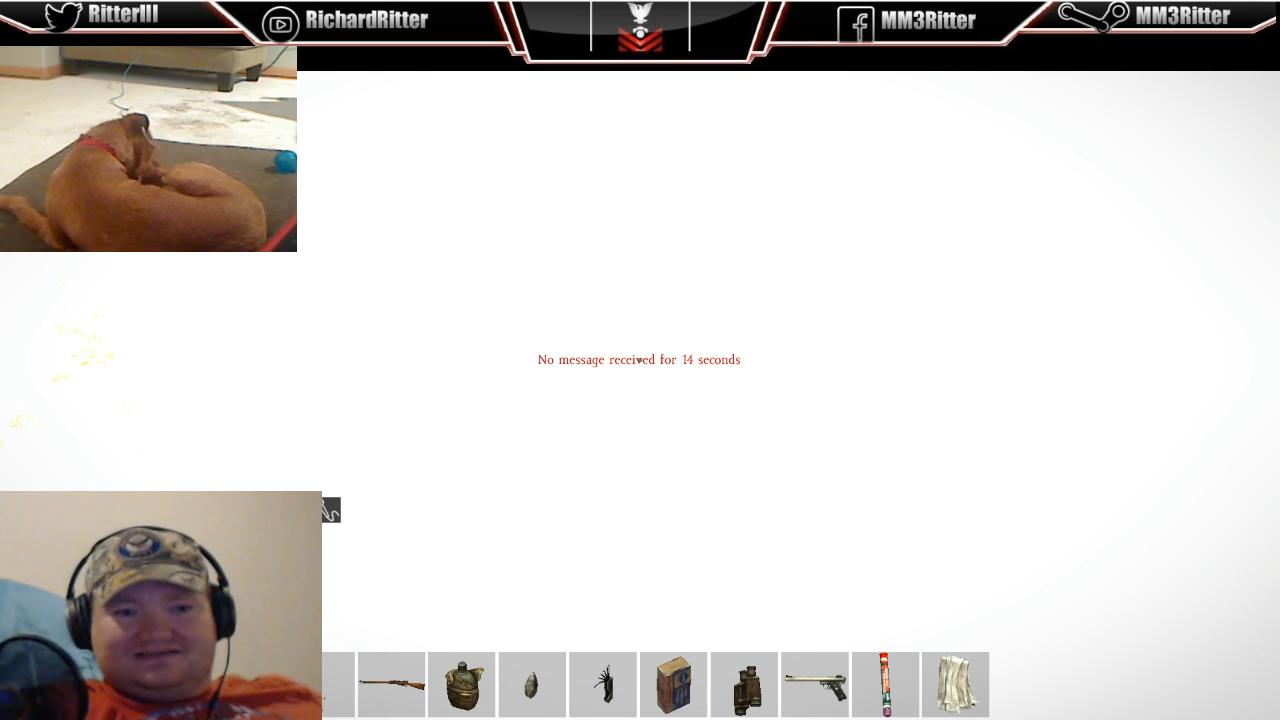 RitterIII
RichardRitter
MM3Ritter
MM3Ritter
No message received for 14 seconds